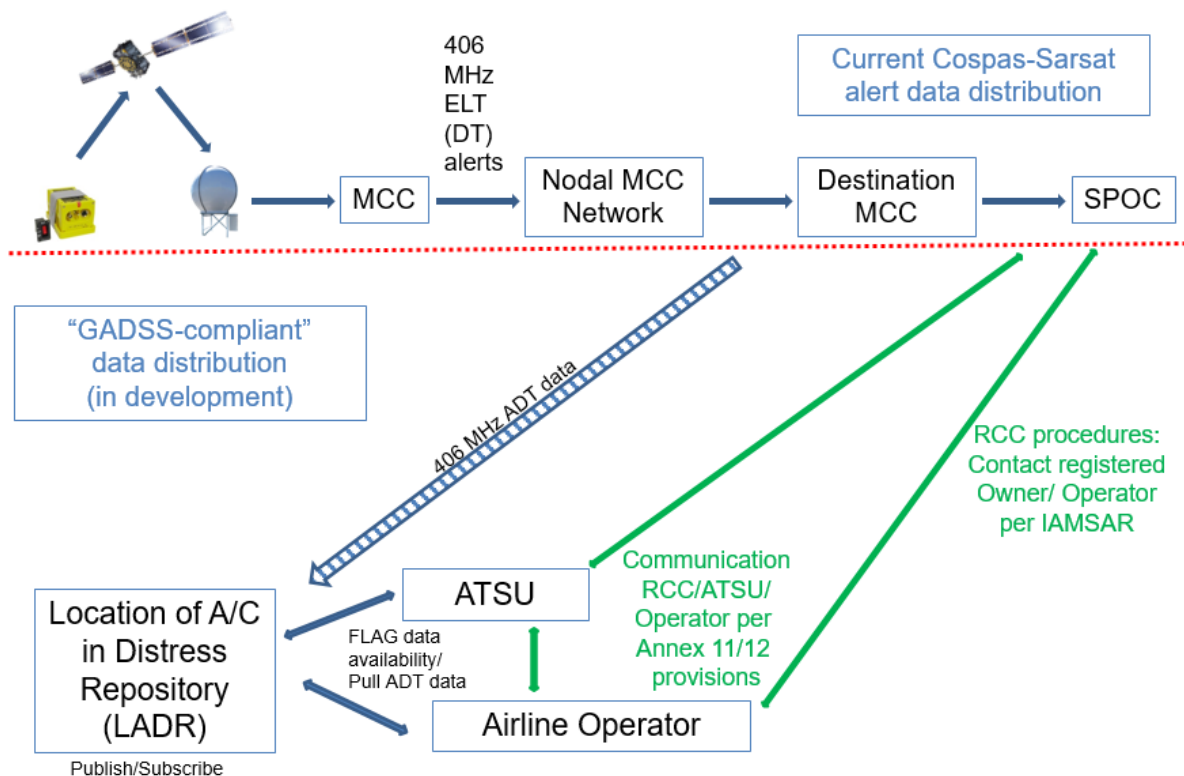 406
MHz
ELT
(DT)
alerts
Current Cospas-Sarsat
alert data distribution
MCC
Nodal MCC
Network
Destination
MCC
SPOC
“GADSS-compliant”
data distribution
(in development)
406 MHz ADT data
RCC procedures:
Contact registered
Owner/ Operator
per IAMSAR
Communication
RCC/ATSU/
Operator per
Annex 11/12
provisions
ATSU
Location of A/C
in Distress
Repository
(LADR)
FLAG data
availability/
Pull ADT data
Airline Operator
Publish/Subscribe